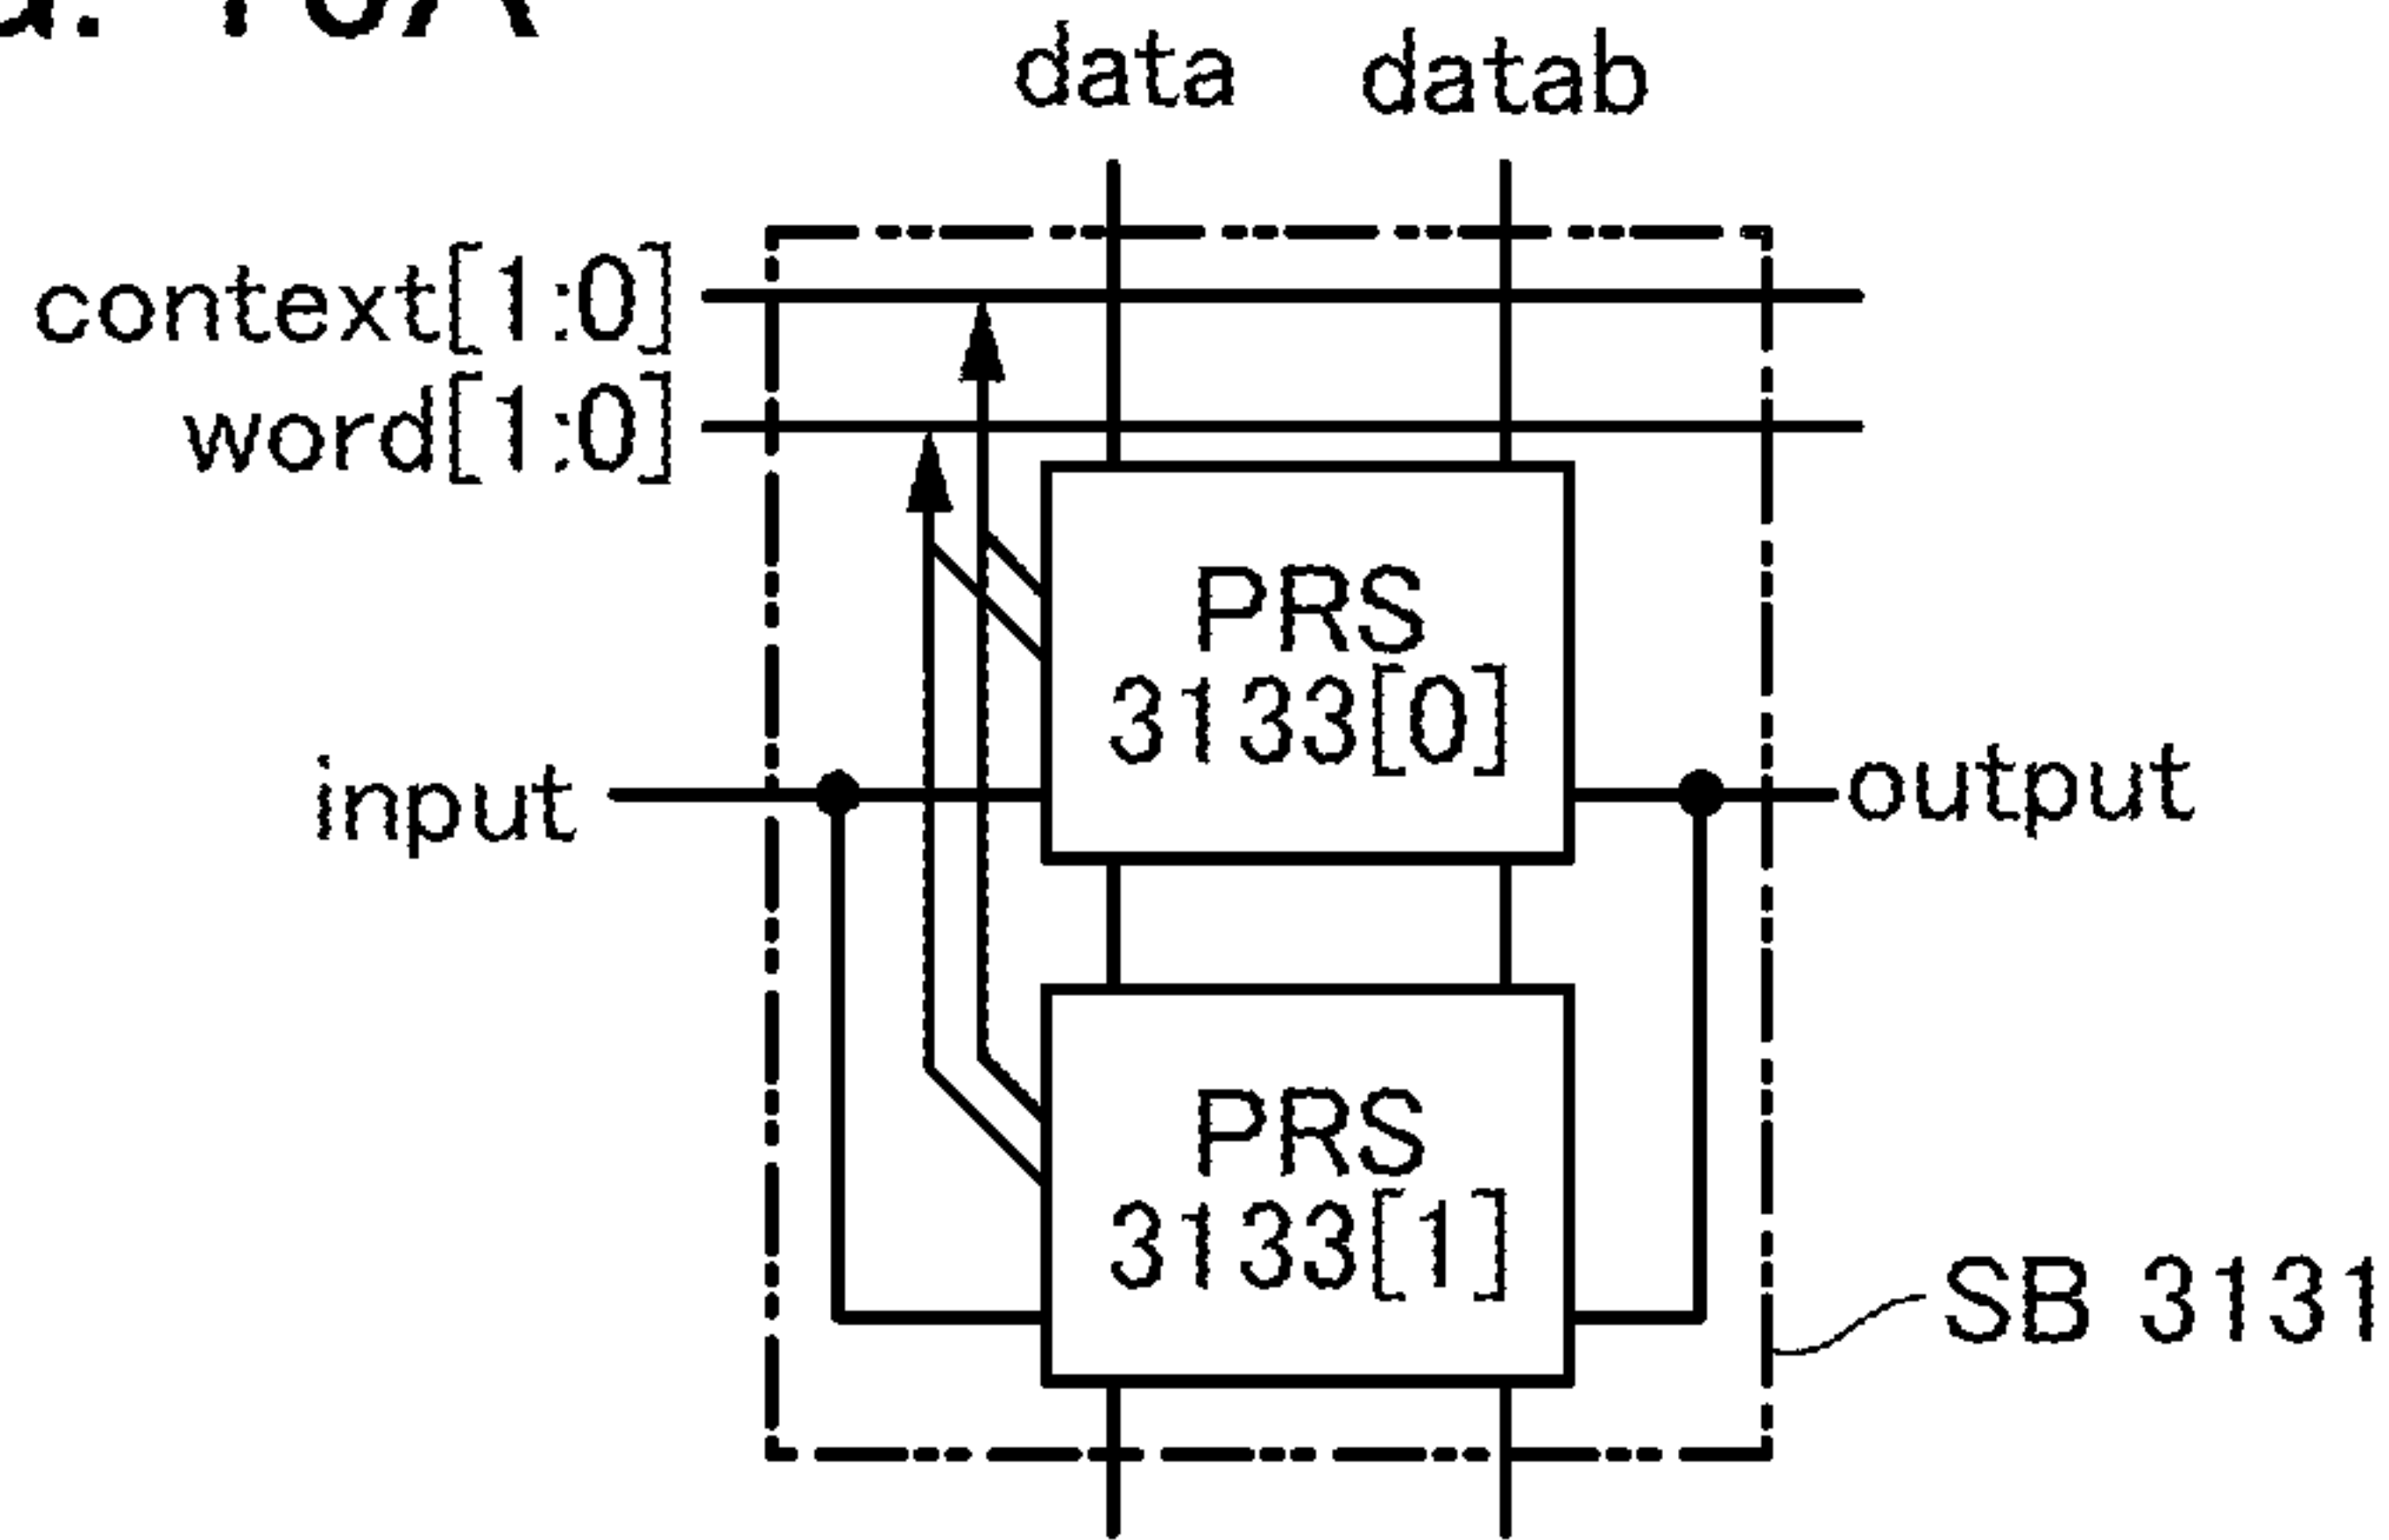 data datab
context[1:0]
word[1:0]
PRS
3133[0]
input
output
PRS
3133[1]
SB 3131